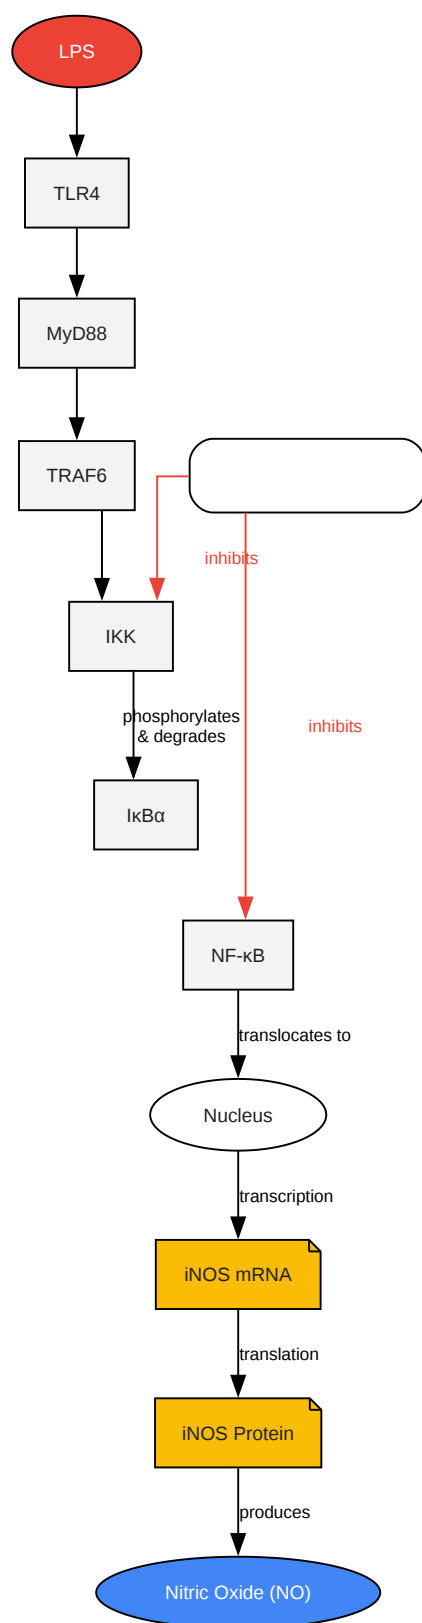 LPS
TLR4
MyD88
TRAF6
inhibits
IKK
phosphorylates
& degrades
inhibits
IκBα
NF-κB
translocates to
Nucleus
transcription
iNOS mRNA
translation
iNOS Protein
produces
Nitric Oxide (NO)